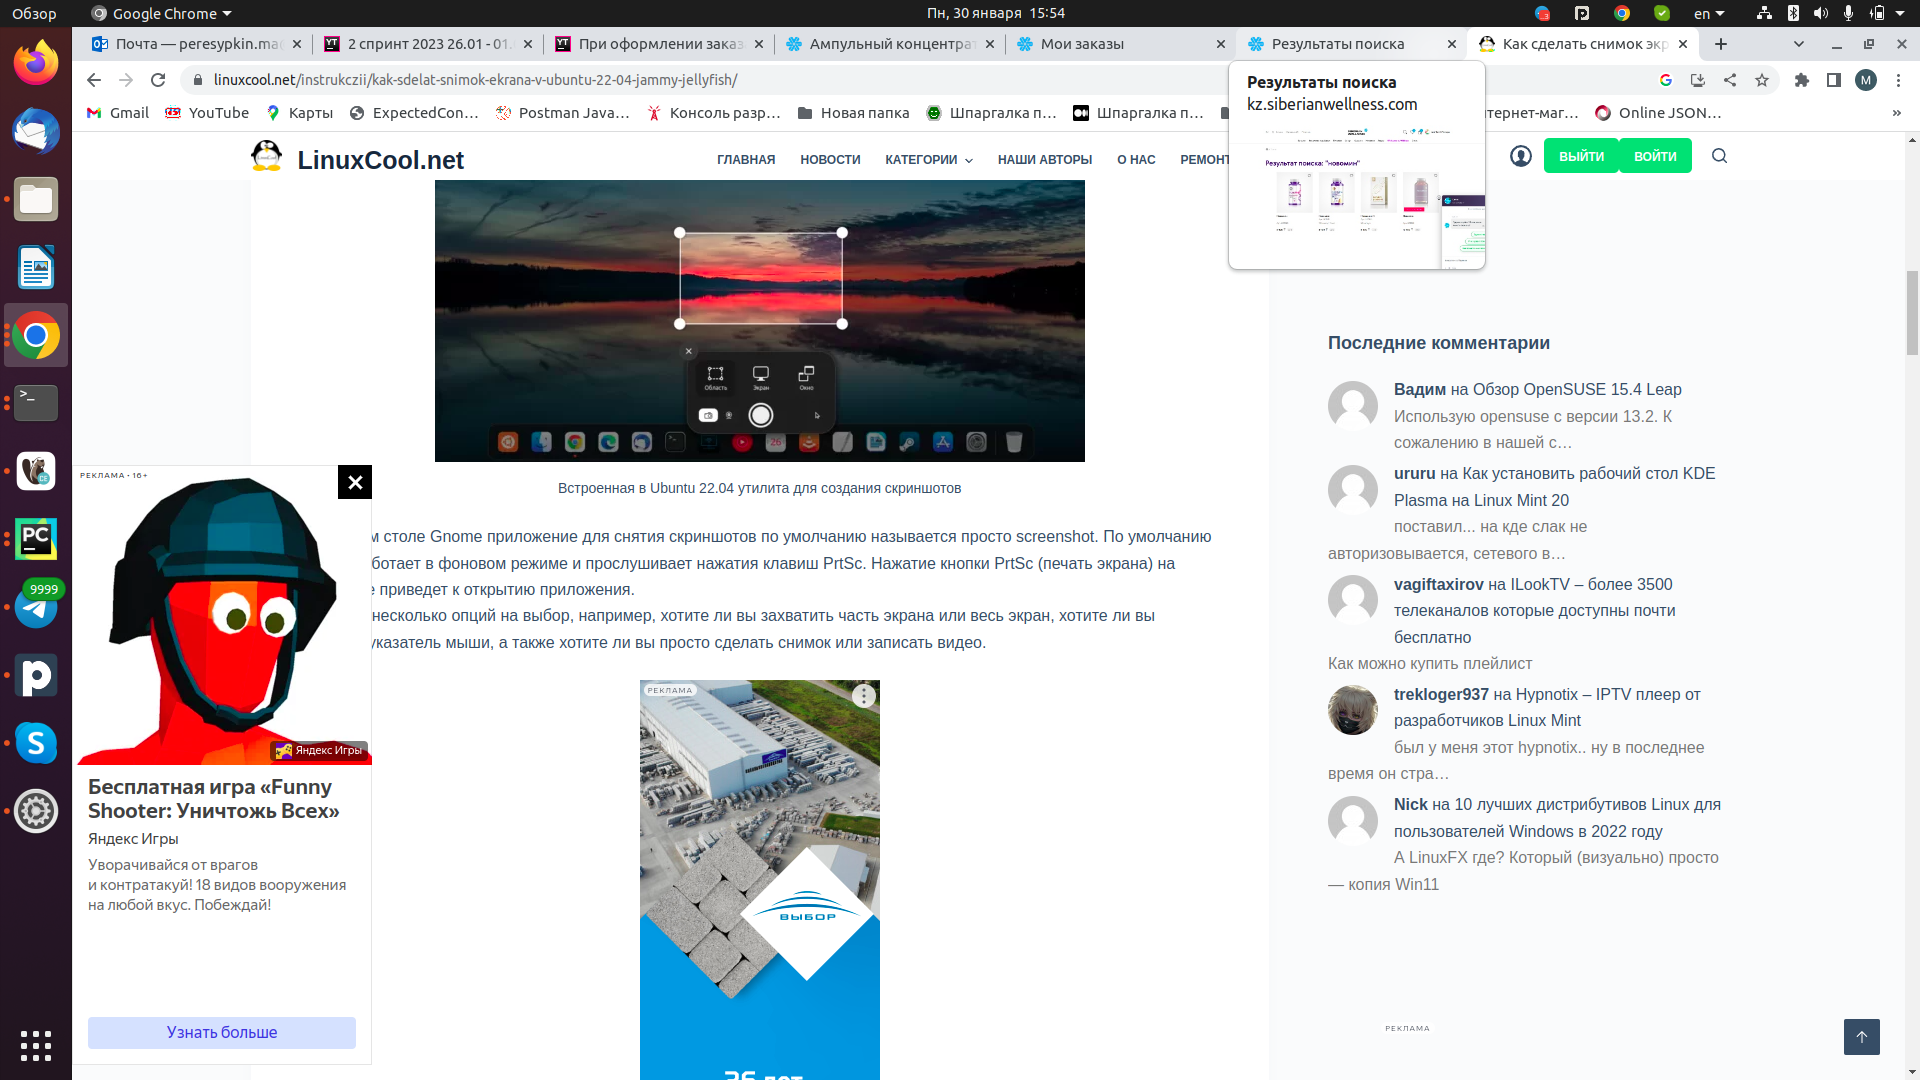 Обзор
Google Chrome
Пн, 30 января 15:54
en
Почта — peresypkin.ma
2 спринт 2023 26.01 - 01.
При оформлении заказ
Ампульный концентрат
Мои заказы
Результаты поиска
Как сделать снимок экр
linuxcool.net/instrukczii/kak-sdelat-snimok-ekrana-v-ubuntu-22-04-jammy-jellyfish/
M
Gmail
YouTube
Карты
ExpectedCon…
Postman Java…
Консоль разр…
Новая папка
Шпаргалка п…
Шпаргалка п…
тернет-маг…
Online JSON…
»
Результаты поиска
kz.siberianwellness.com
Результат поиска: "новомин"
LinuxCool.net
ГЛАВНАЯ
НОВОСТИ
КАТЕГОРИИ
НАШИ АВТОРЫ
О НАС
РЕМОНТ
ВЫЙТИ
ВОЙТИ
Область
Экран
Окно
Встроенная в Ubuntu 22.04 утилита для создания скриншотов
м столе Gnome приложение для снятия скриншотов по умолчанию называется просто screenshot. По умолчанию
ботает в фоновом режиме и прослушивает нажатия клавиш PrtSc. Нажатие кнопки PrtSc (печать экрана) на
е приведет к открытию приложения.
несколько опций на выбор, например, хотите ли вы захватить часть экрана или весь экран, хотите ли вы
указатель мыши, а также хотите ли вы просто сделать снимок или записать видео.
РЕКЛАМА
ВЫБОР
РЕКЛАМА • 16+
Яндекс Игры
Бесплатная игра «Funny
Shooter: Уничтожь Всех»
Яндекс Игры
Уворачивайся от врагов
и контратакуй! 18 видов вооружения
на любой вкус. Побеждай!
Узнать больше
9999
PC
CE
Последние комментарии
Вадим на Обзор OpenSUSE 15.4 Leap
Использую opensuse с версии 13.2. К
сожалению в нашей с…
ururu на Как установить рабочий стол KDE
Plasma на Linux Mint 20
поставил... на кде слак не
авторизовывается, сетевого в…
vagiftaxirov на ILookTV – более 3500
телеканалов которые доступны почти
бесплатно
Как можно купить плейлист
trekloger937 на Hypnotix – IPTV плеер от
разработчиков Linux Mint
был у меня этот hypnotix.. ну в последнее
время он стра…
Nick на 10 лучших дистрибутивов Linux для
пользователей Windows в 2022 году
А LinuxFX где? Который (визуально) просто
— копия Win11
РЕКЛАМА